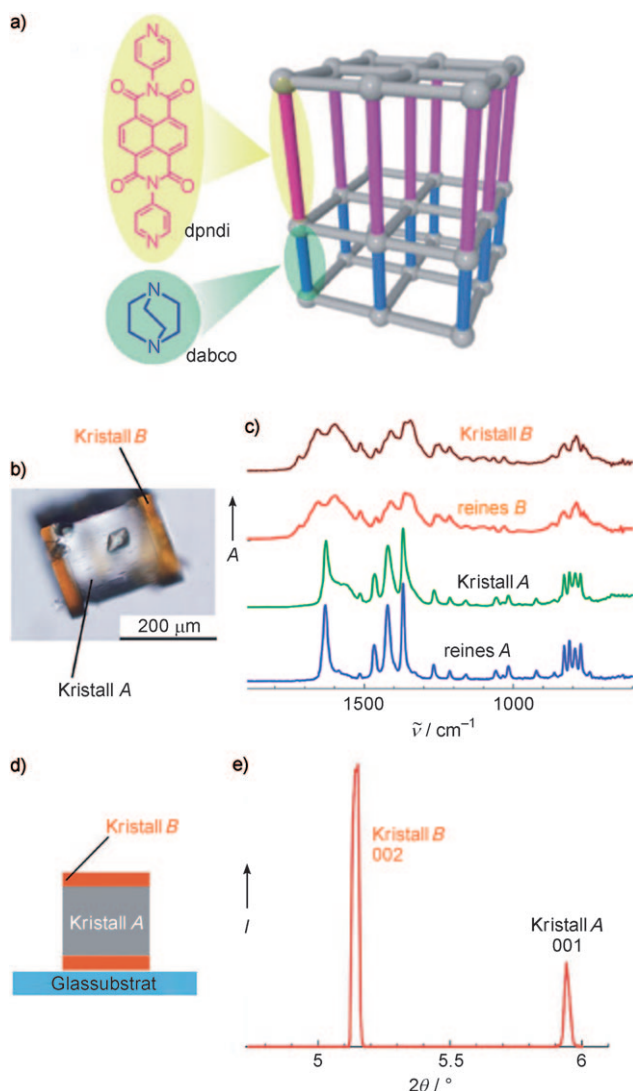 a)
N
O
N
O
O
N
O
N
dpndi
N
N
dabco
b)
Kristall B
200 μm
Kristall A
c)
Kristall B
reines B
A
Kristall A
reines A
1500
1000
ṽ / cm⁻¹
d)
Kristall B
Kristall A
Glassubstrat
e)
Kristall B
002
Kristall A
001
I
5
5.5
6
2θ / °